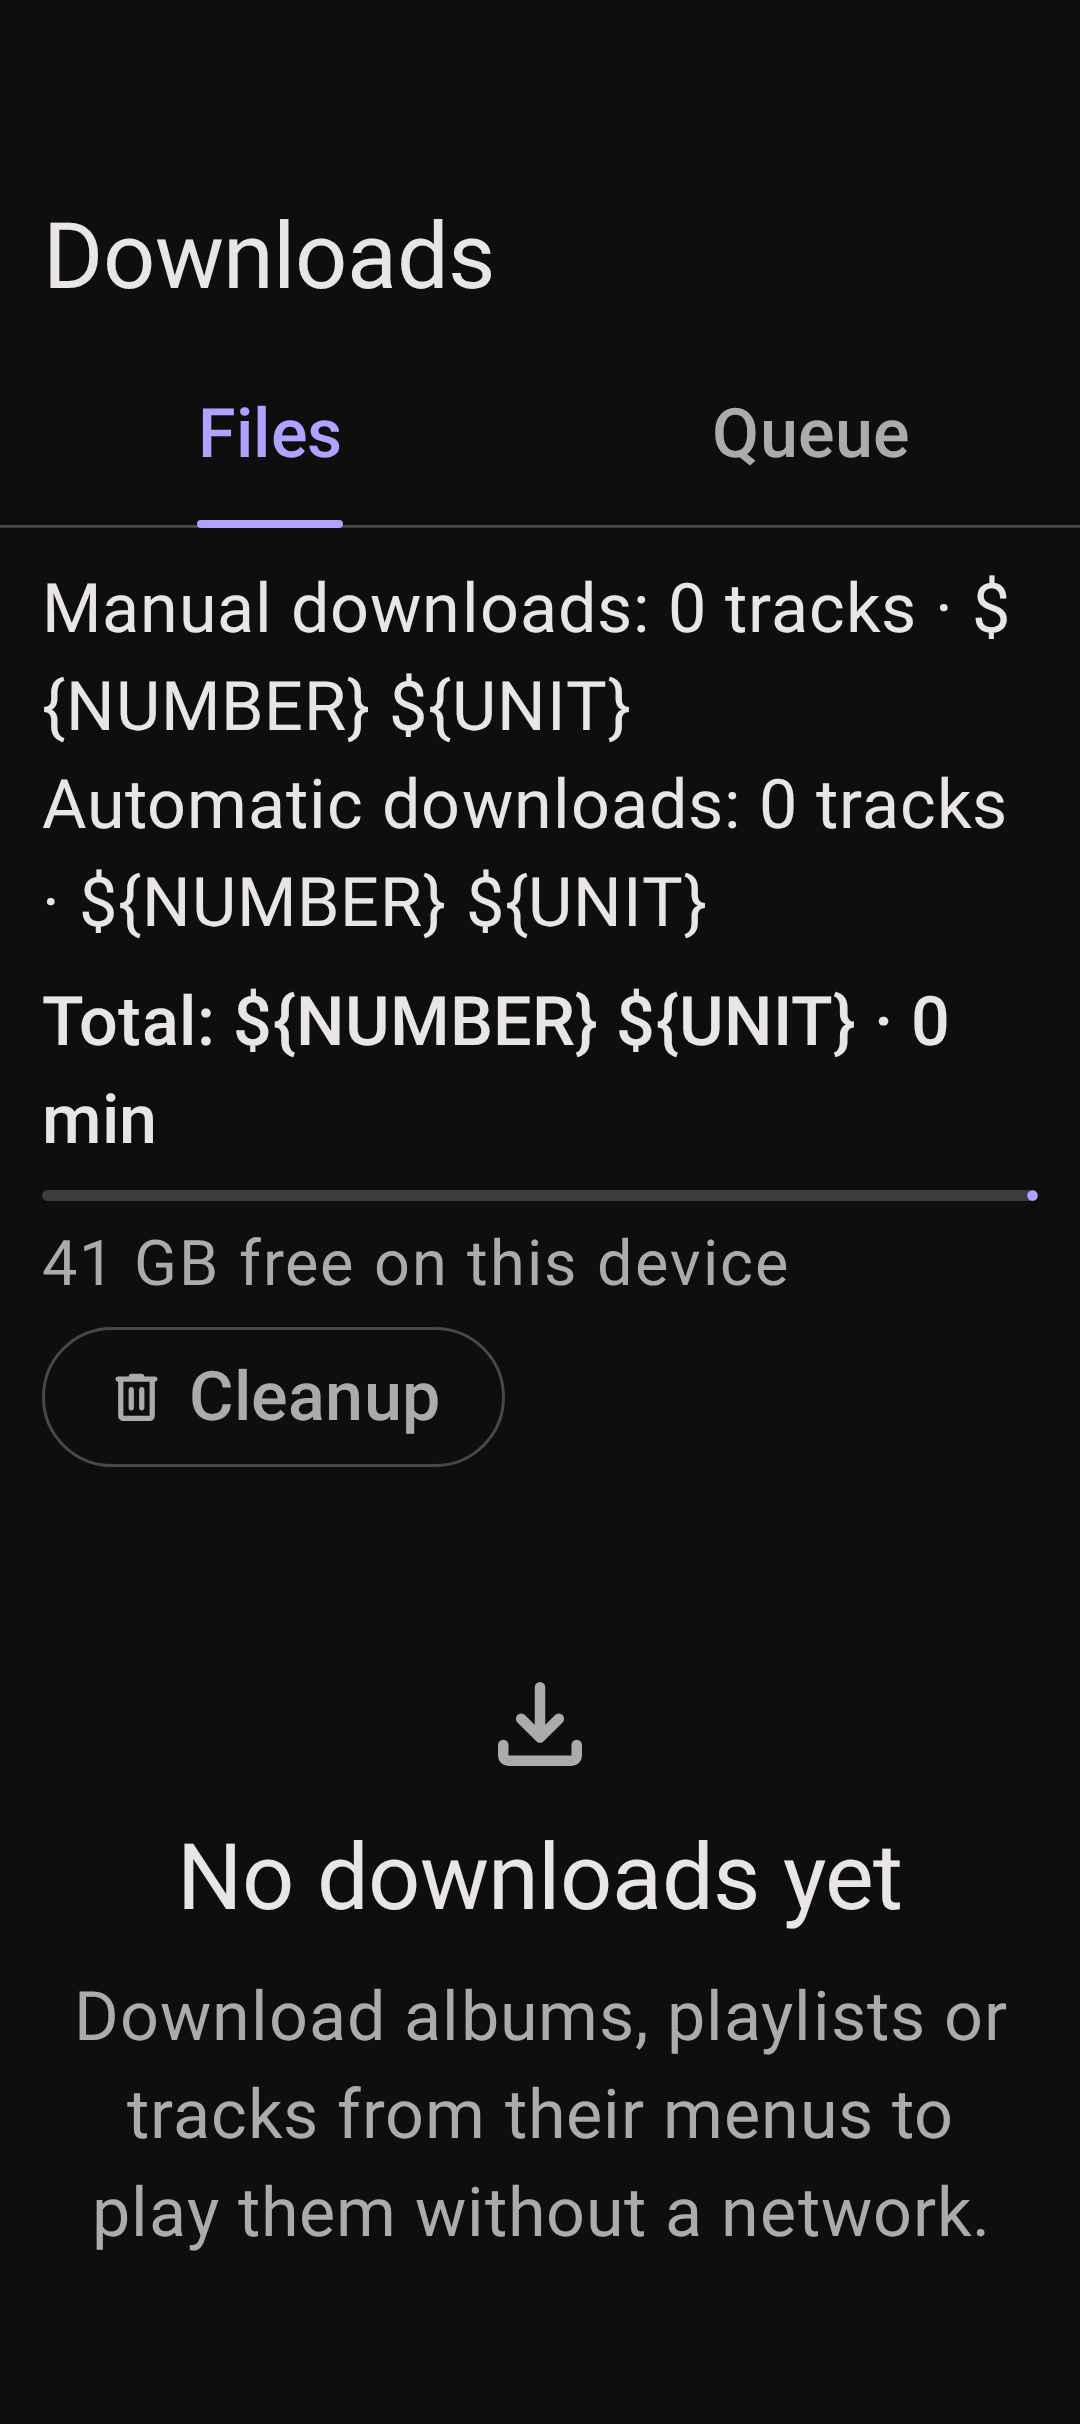 Downloads
Files
Queue
Manual downloads: 0 tracks · $
{NUMBER} ${UNIT}
Automatic downloads: 0 tracks
· ${NUMBER} ${UNIT}
Total: ${NUMBER} ${UNIT} · 0
min
41 GB free on this device
Cleanup
No downloads yet
Download albums, playlists or
tracks from their menus to
play them without a network.